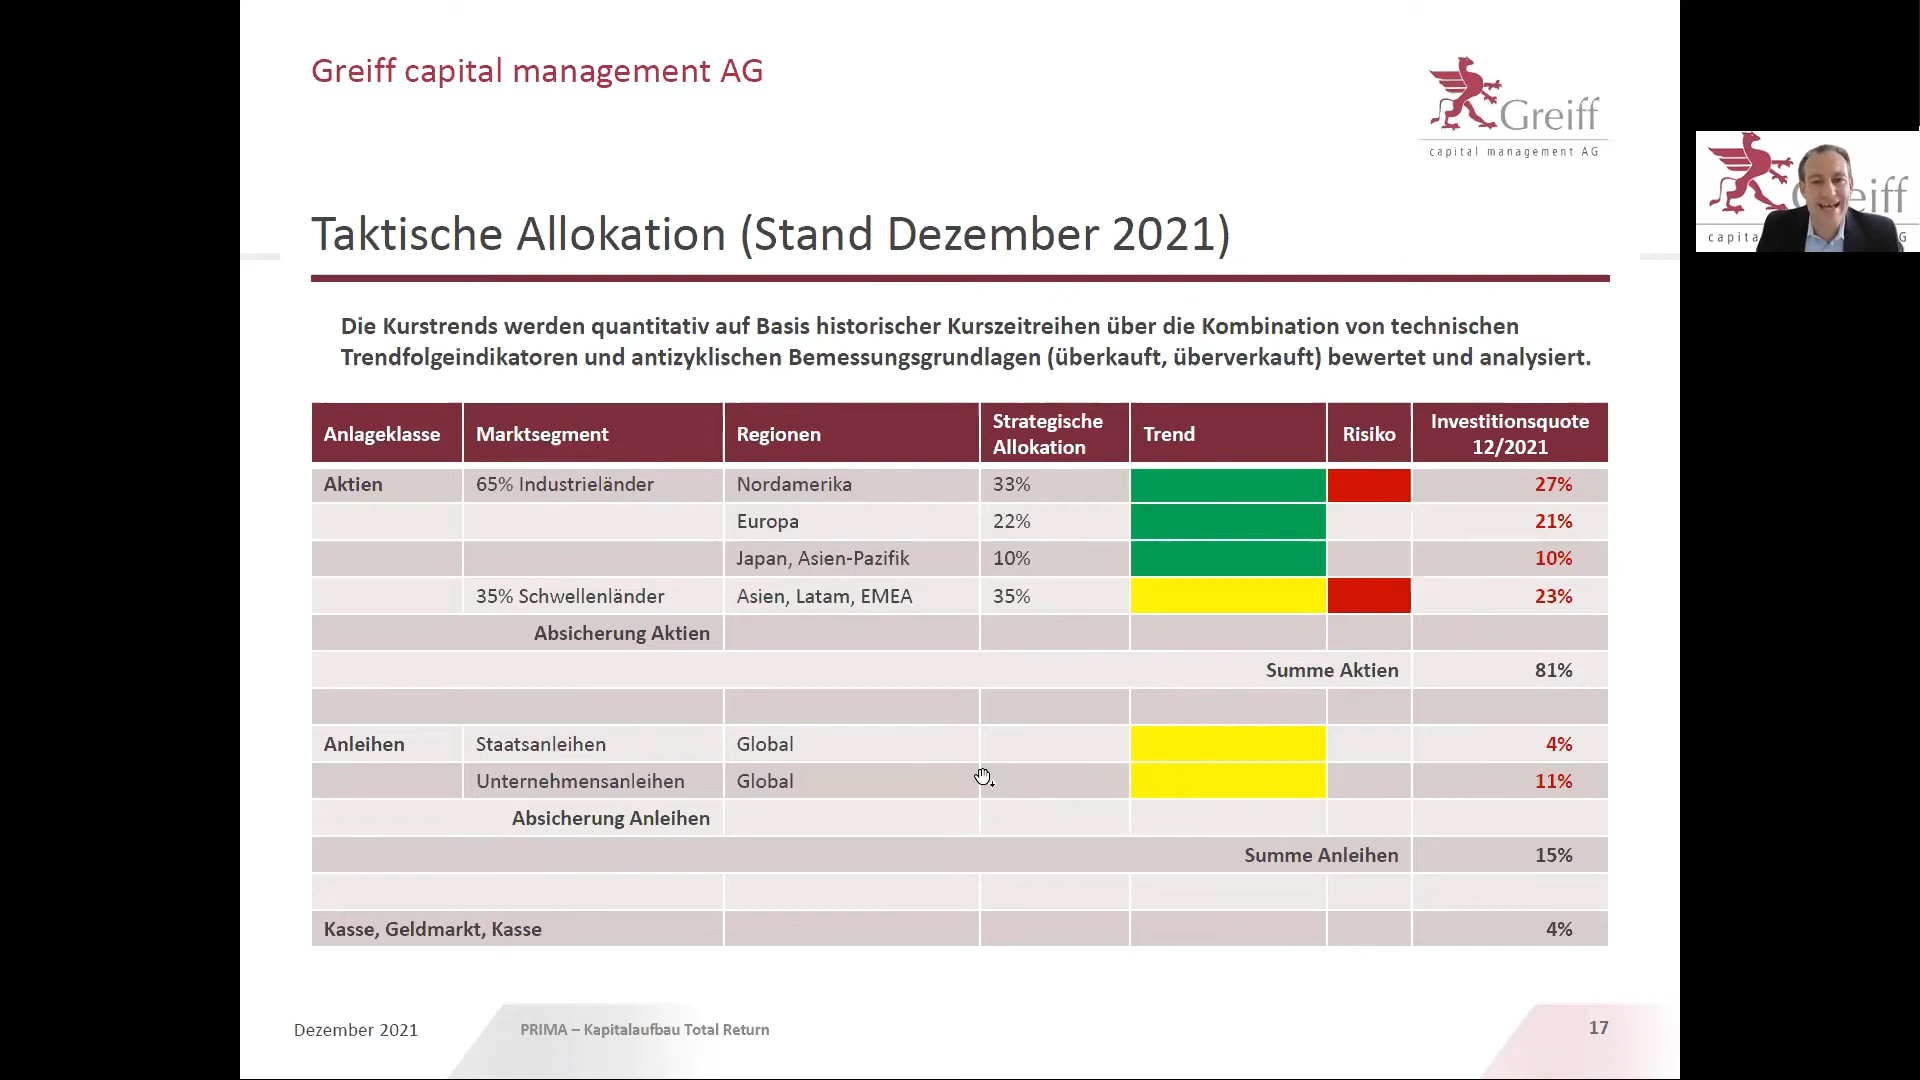 Greiff capital management AG
Greiff
capital management AG
eiff
capita
G
Taktische Allokation (Stand Dezember 2021)
Die Kurstrends werden quantitativ auf Basis historischer Kurszeitreihen über die Kombination von technischen
Trendfolgeindikatoren und antizyklischen Bemessungsgrundlagen (überkauft, überverkauft) bewertet und analysiert.
Anlageklasse Marktsegment Regionen Strategische Allokation Trend Risiko Investitionsquote 12/2021
Aktien 65% Industrieländer Nordamerika 33% 27%
Europa 22% 21%
Japan, Asien-Pazifik 10% 10%
35% Schwellenländer Asien, Latam, EMEA 35% 23%
Absicherung Aktien
Summe Aktien 81%
Anleihen Staatsanleihen Global 4%
Unternehmensanleihen Global 11%
Absicherung Anleihen
Summe Anleihen 15%
Kasse, Geldmarkt, Kasse 4%
Dezember 2021 PRIMA – Kapitalaufbau Total Return 17